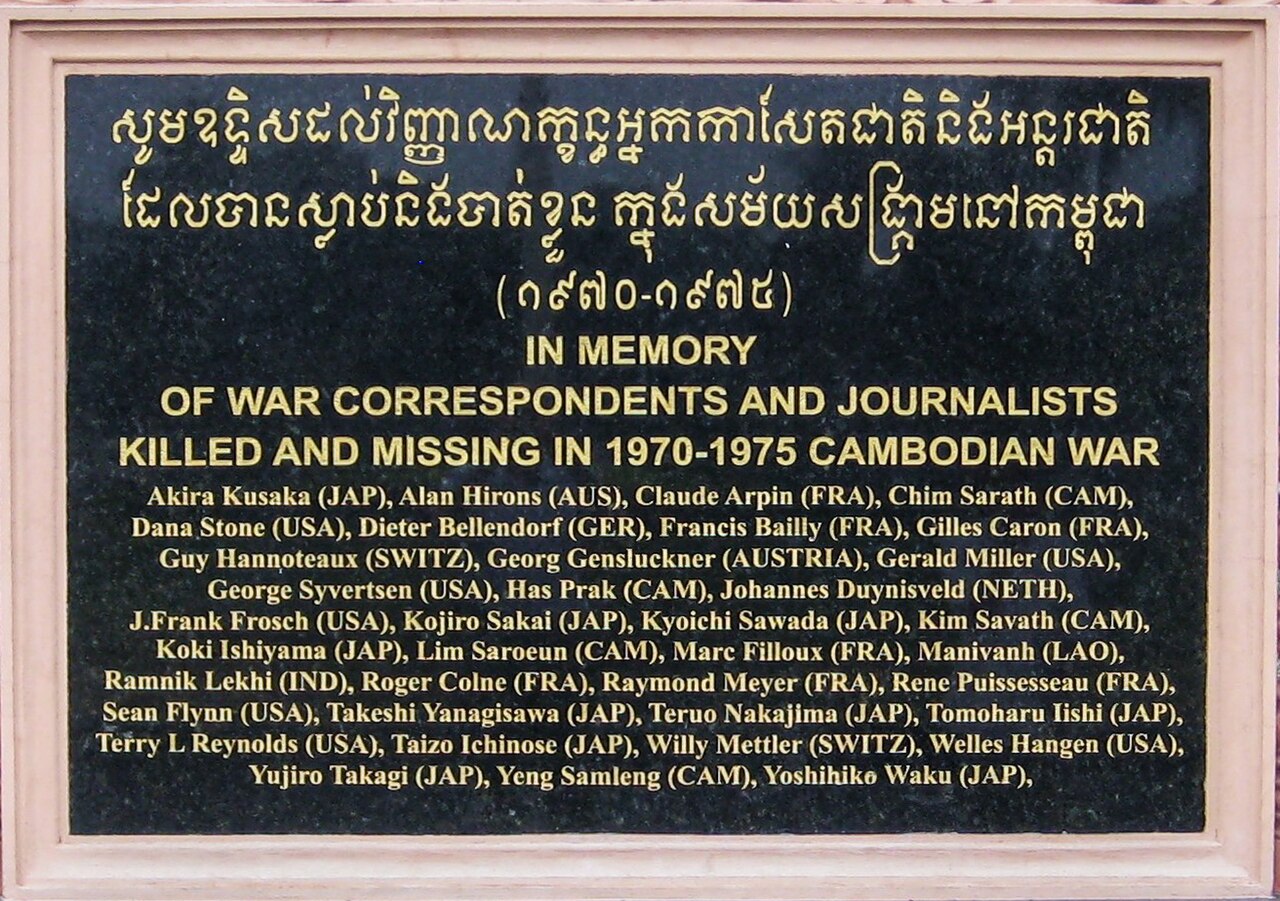 សូមឧទ្ទិសដល់វិញ្ញាណក្ខន្ធអ្នកកាសែតជាតិនិងអន្តរជាតិ
ដែលបានស្លាប់និងបាត់ខ្លួន ក្នុងសម័យសង្គ្រាមនៅកម្ពុជា
(១៩៧០-១៩៧៥)
IN MEMORY
OF WAR CORRESPONDENTS AND JOURNALISTS
KILLED AND MISSING IN 1970-1975 CAMBODIAN WAR
Akira Kusaka (JAP), Alan Hirons (AUS), Claude Arpin (FRA), Chim Sarath (CAM),
Dana Stone (USA), Dieter Bellendorf (GER), Francis Bailly (FRA), Gilles Caron (FRA),
Guy Hannoteaux (SWITZ), Georg Gensluckner (AUSTRIA), Gerald Miller (USA),
George Syvertsen (USA), Has Prak (CAM), Johannes Duynisveld (NETH),
J.Frank Frosch (USA), Kojiro Sakai (JAP), Kyoichi Sawada (JAP), Kim Savath (CAM),
Koki Ishiyama (JAP), Lim Saroeun (CAM), Marc Filloux (FRA), Manivanh (LAO),
Ramnik Lekhi (IND), Roger Colne (FRA), Raymond Meyer (FRA), Rene Puissesseau (FRA),
Sean Flynn (USA), Takeshi Yanagisawa (JAP), Teruo Nakajima (JAP), Tomoharu Iishi (JAP),
Terry L Reynolds (USA), Taizo Ichinose (JAP), Willy Mettler (SWITZ), Welles Hangen (USA),
Yujiro Takagi (JAP), Yeng Samleng (CAM), Yoshihiko Waku (JAP),